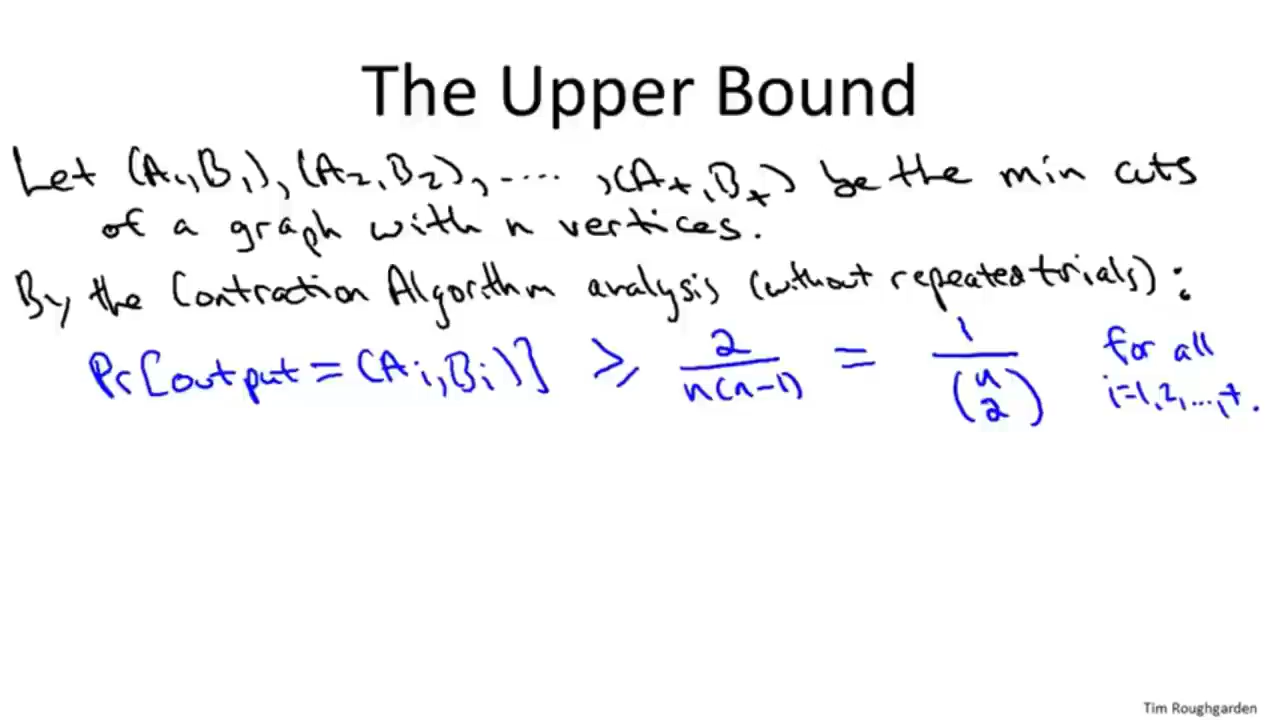 The Upper Bound
Let (A₁,B₁),(A₂,B₂),....,(Aₜ,Bₜ) be the min cuts
of a graph with n vertices.
By the Contraction Algorithm analysis (without repeated trials):
Pr[output=(Aᵢ,Bᵢ)] ≥ 2/n(n-1) = 1/(n 2) for all
i=1,2,...,t.
Tim Roughgarden